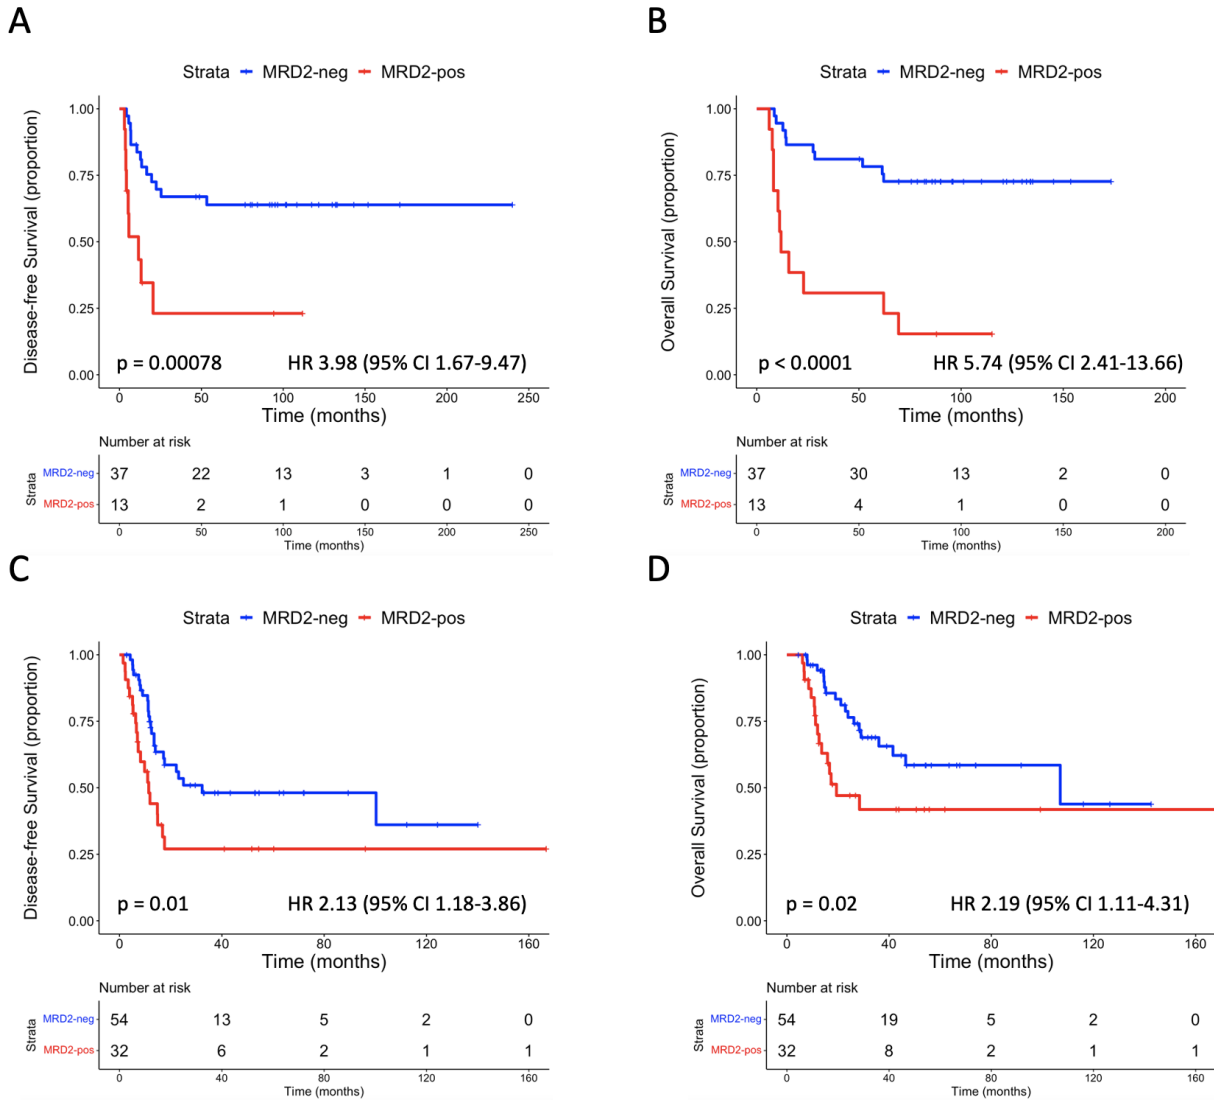 A
Strata MRD2-neg MRD2-pos
Disease-free Survival (proportion)
1.00
0.75
0.50
0.25
0.00
p = 0.00078 HR 3.98 (95% CI 1.67-9.47)
0 50 100 150 200 250
Time (months)
Number at risk
Strata
MRD2-neg 37 22 13 3 1 0
MRD2-pos 13 2 1 0 0 0
0 50 100 150 200 250
Time (months)
B
Strata MRD2-neg MRD2-pos
Overall Survival (proportion)
1.00
0.75
0.50
0.25
0.00
p < 0.0001 HR 5.74 (95% CI 2.41-13.66)
0 50 100 150 200
Time (months)
Number at risk
Strata
MRD2-neg 37 30 13 2 0
MRD2-pos 13 4 1 0 0
0 50 100 150 200
Time (months)
C
Strata MRD2-neg MRD2-pos
Disease-free Survival (proportion)
1.00
0.75
0.50
0.25
0.00
p = 0.01 HR 2.13 (95% CI 1.18-3.86)
0 40 80 120 160
Time (months)
Number at risk
Strata
MRD2-neg 54 13 5 2 0
MRD2-pos 32 6 2 1 1
0 40 80 120 160
Time (months)
D
Strata MRD2-neg MRD2-pos
Overall Survival (proportion)
1.00
0.75
0.50
0.25
0.00
p = 0.02 HR 2.19 (95% CI 1.11-4.31)
0 40 80 120 160
Time (months)
Number at risk
Strata
MRD2-neg 54 19 5 2 0
MRD2-pos 32 8 2 1 1
0 40 80 120 160
Time (months)